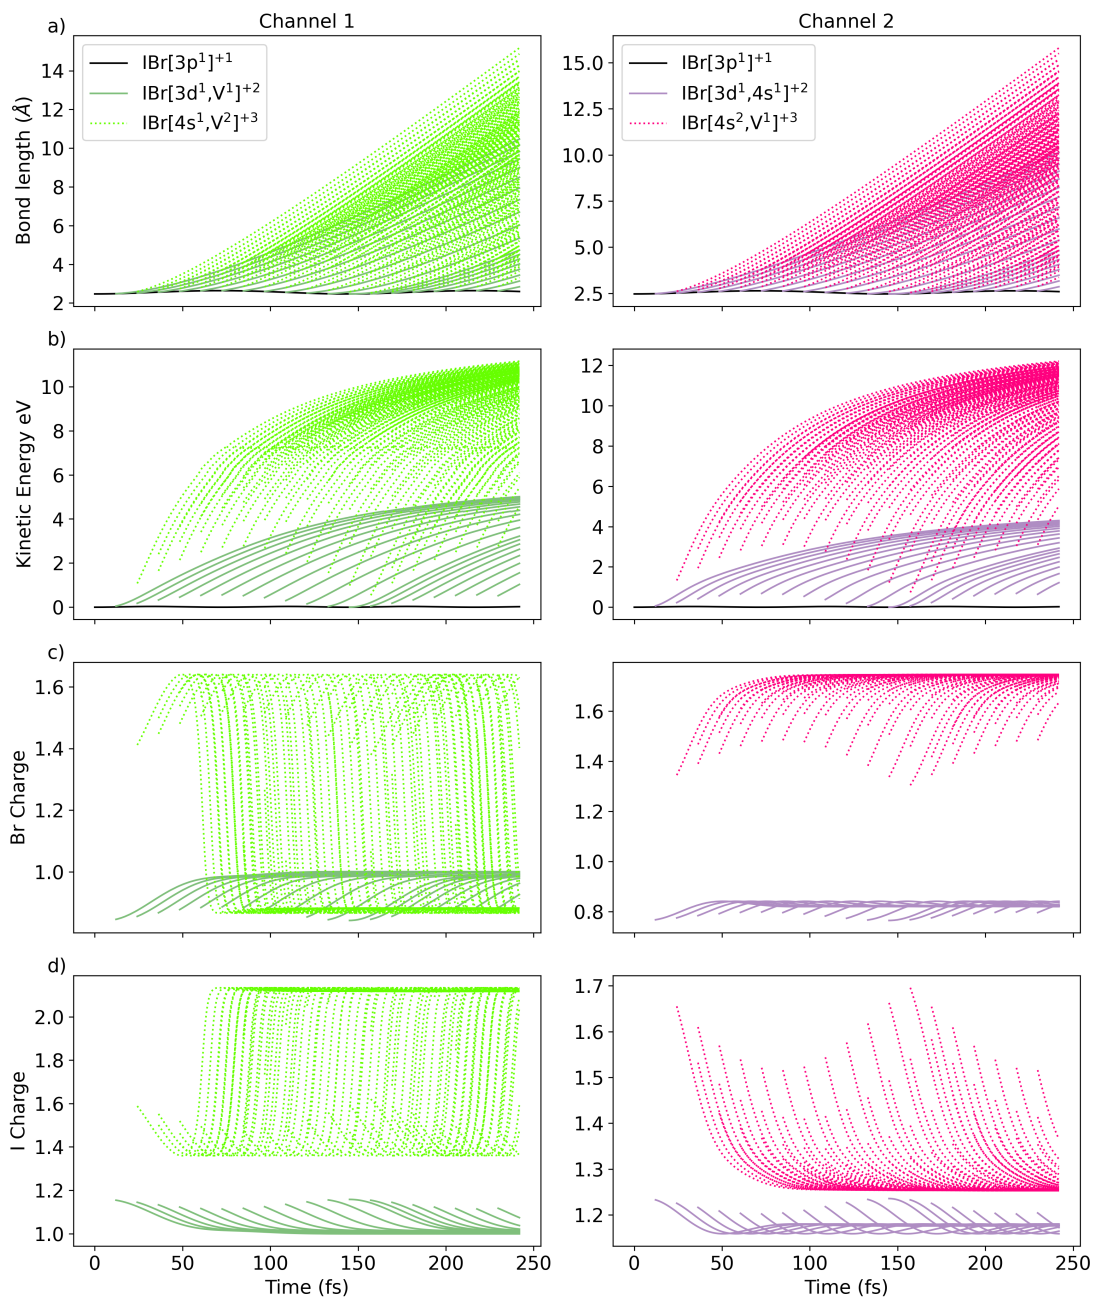 a) Channel 1 Channel 2
IBr[3p¹]⁺¹ IBr[3p¹]⁺¹
IBr[3d¹,V¹]⁺² IBr[3d¹,4s¹]⁺²
IBr[4s¹,V²]⁺³ IBr[4s²,V¹]⁺³
Bond length (Å)
14 15.0
12 12.5
10 10.0
8 7.5
6 5.0
4 2.5
2
b)
Kinetic Energy eV
10 12
8 10
6 8
4 6
2 4
0 2
0
c)
Br Charge
1.6 1.6
1.4 1.4
1.2 1.2
1.0 1.0
0.8
d)
I Charge
2.0 1.7
1.8 1.6
1.6 1.5
1.4 1.4
1.2 1.3
1.0 1.2
0 50 100 150 200 250 0 50 100 150 200 250
Time (fs) Time (fs)